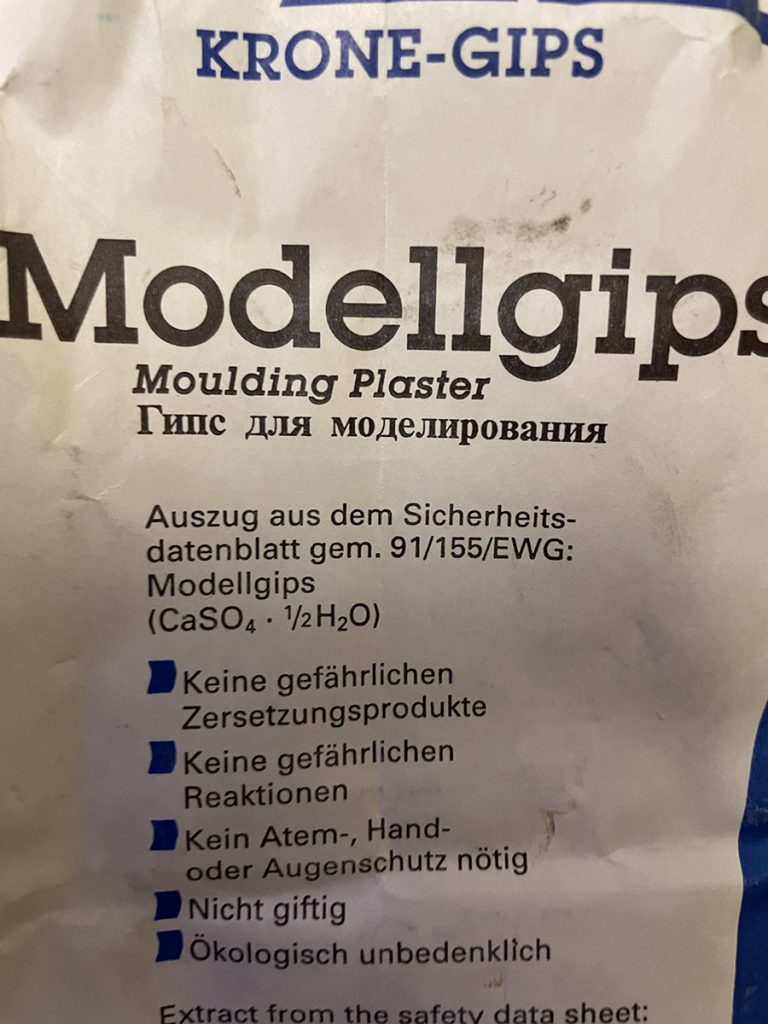 KRONE-GIPS
Modellgips
Moulding Plaster
Гипс для моделирования
Auszug aus dem Sicherheits-
datenblatt gem. 91/155/EWG:
Modellgips
(CaSO₄ · ½H₂O)
Keine gefährlichen
Zersetzungsprodukte
Keine gefährlichen
Reaktionen
Kein Atem-, Hand-
oder Augenschutz nötig
Nicht giftig
Ökologisch unbedenklich
Extract from the safety data sheet: